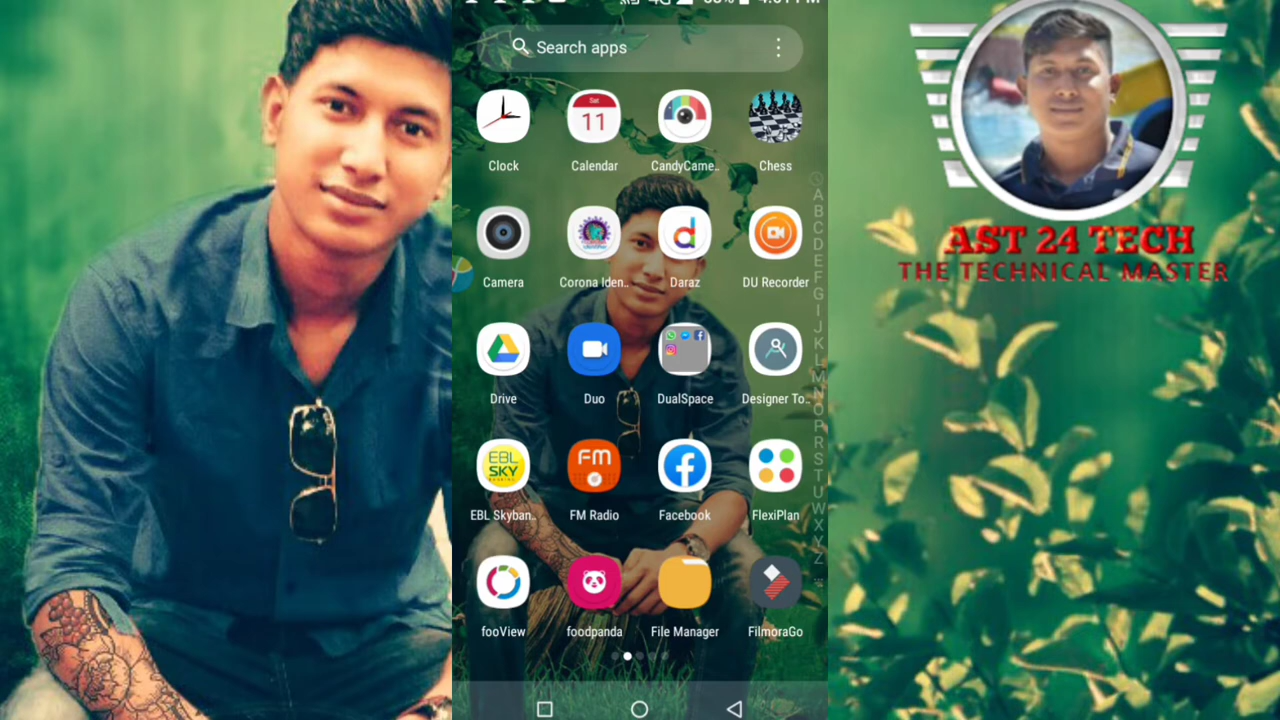 Search apps
Sat
11
Clock
Calendar
CandyCame..
Chess
Camera
Corona Iden..
Daraz
DU Recorder
Drive
Duo
DualSpace
Designer To..
EBL
SKY
FM
EBL Skyban..
FM Radio
Facebook
FlexiPlan
fooView
foodpanda
File Manager
FilmoraGo
A
B
C
D
E
F
G
I
J
K
L
M
N
O
P
R
S
T
U
W
X
Y
Z
#
AST 24 TECH
THE TECHNICAL MASTER